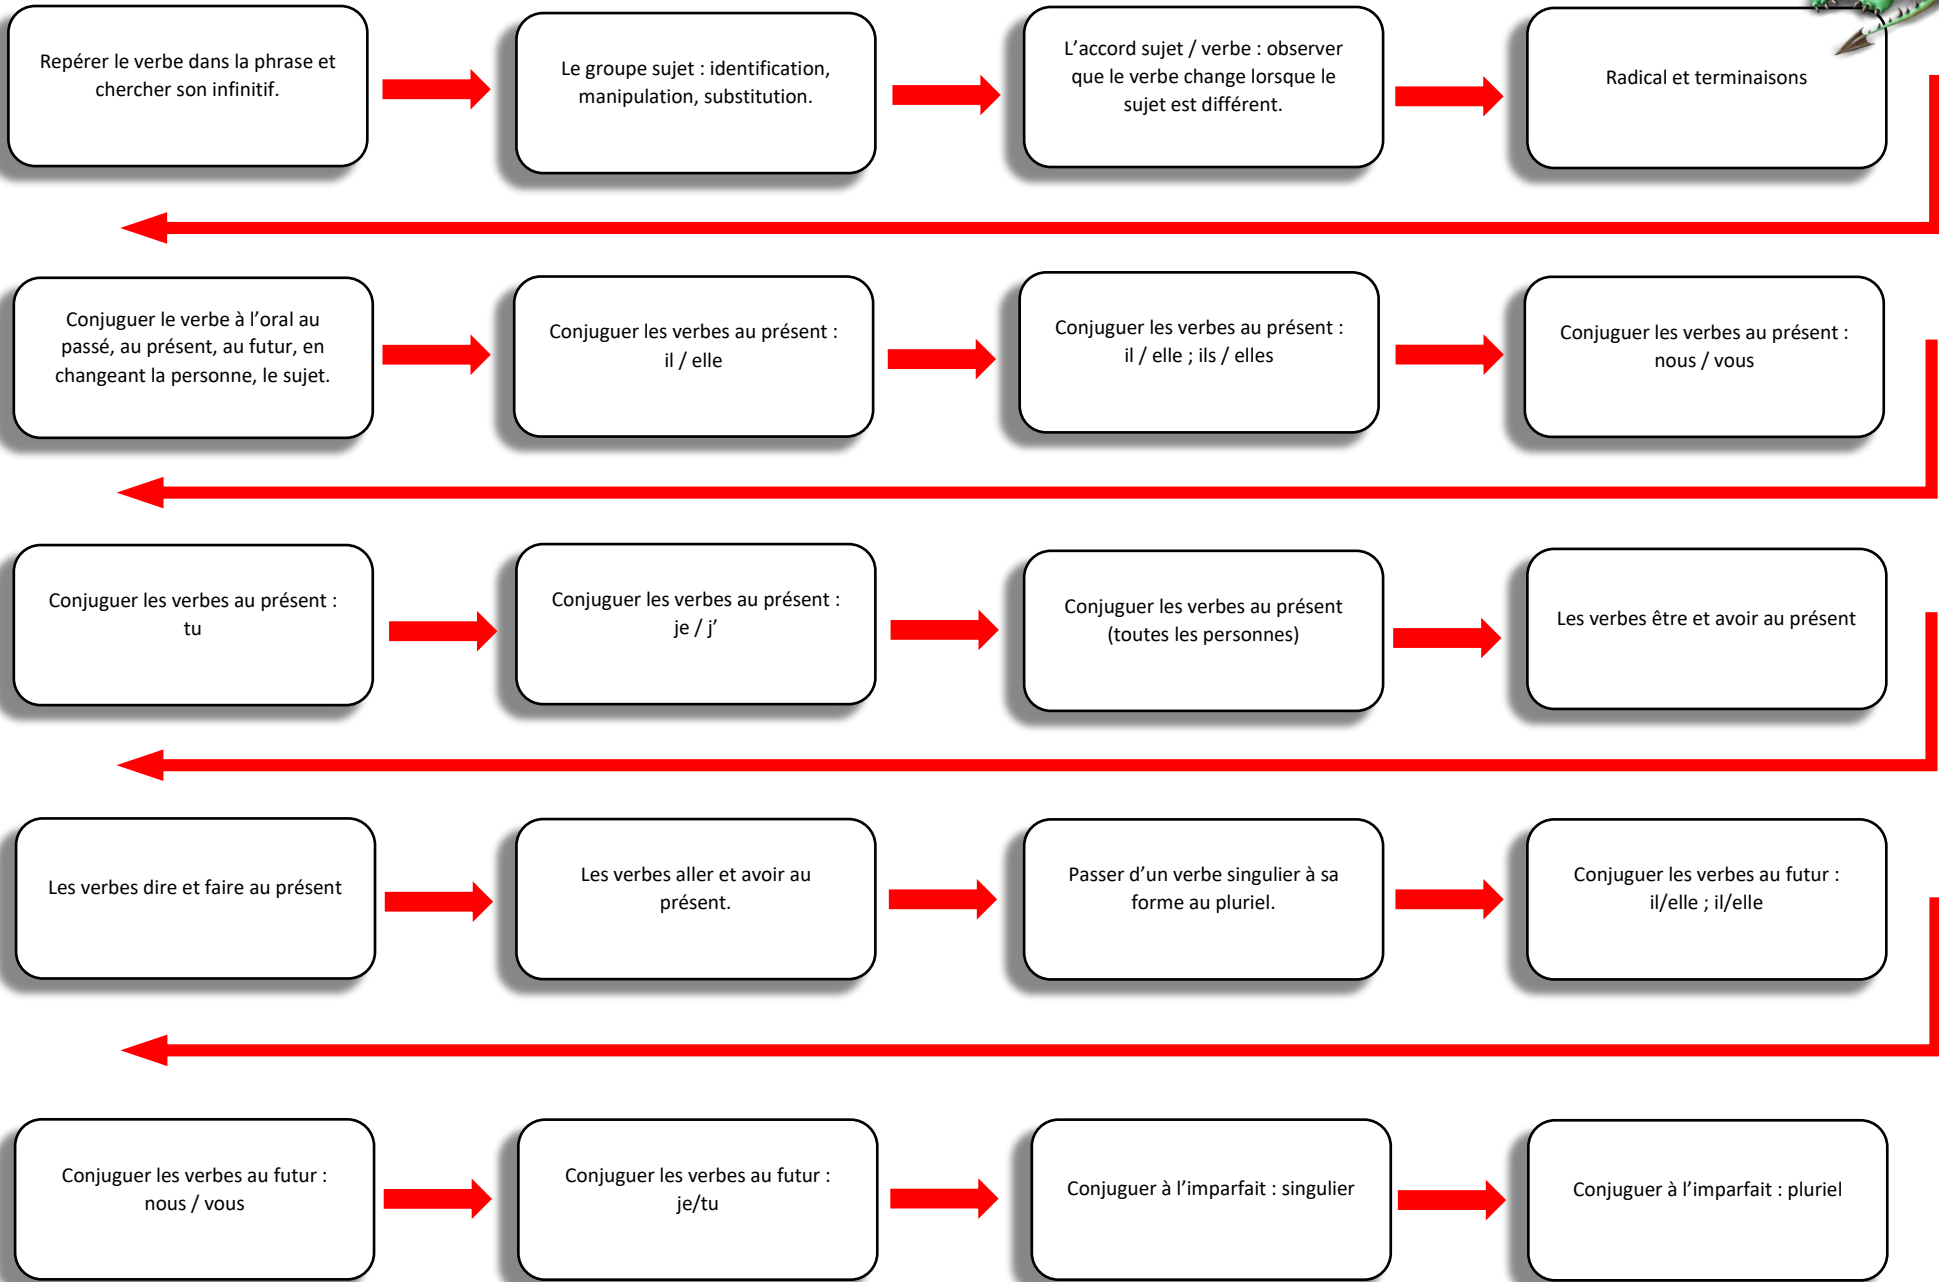 Repérer le verbe dans la phrase et
chercher son infinitif.
Le groupe sujet : identification,
manipulation, substitution.
L’accord sujet / verbe : observer
que le verbe change lorsque le
sujet est différent.
Radical et terminaisons
Conjuguer le verbe à l’oral au
passé, au présent, au futur, en
changeant la personne, le sujet.
Conjuguer les verbes au présent :
il / elle
Conjuguer les verbes au présent :
il / elle ; ils / elles
Conjuguer les verbes au présent :
nous / vous
Conjuguer les verbes au présent :
tu
Conjuguer les verbes au présent :
je / j’
Conjuguer les verbes au présent
(toutes les personnes)
Les verbes être et avoir au présent
Les verbes dire et faire au présent
Les verbes aller et avoir au
présent.
Passer d’un verbe singulier à sa
forme au pluriel.
Conjuguer les verbes au futur :
il/elle ; il/elle
Conjuguer les verbes au futur :
nous / vous
Conjuguer les verbes au futur :
je/tu
Conjuguer à l’imparfait : singulier
Conjuguer à l’imparfait : pluriel